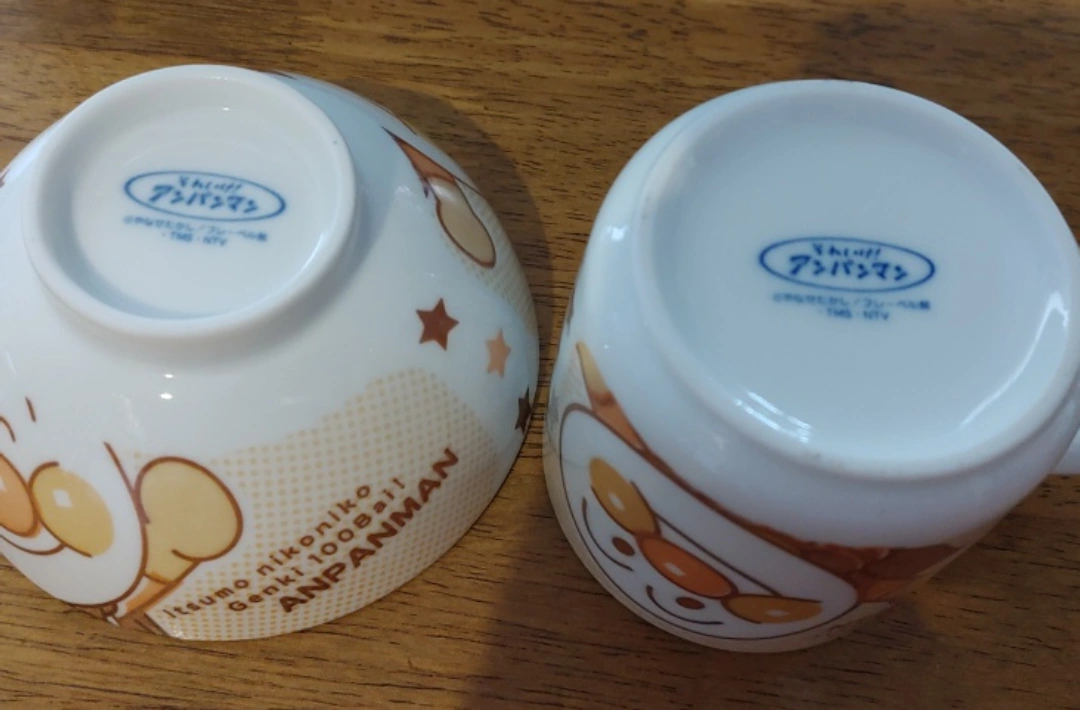 それいけ!
アンパンマン
©やなせたかし/フレーベル館
・TMS・NTV
Itsumo nikoniko
Genki 100Bai!
ANPANMAN
それいけ!
アンパンマン
©やなせたかし/フレーベル館
・TMS・NTV